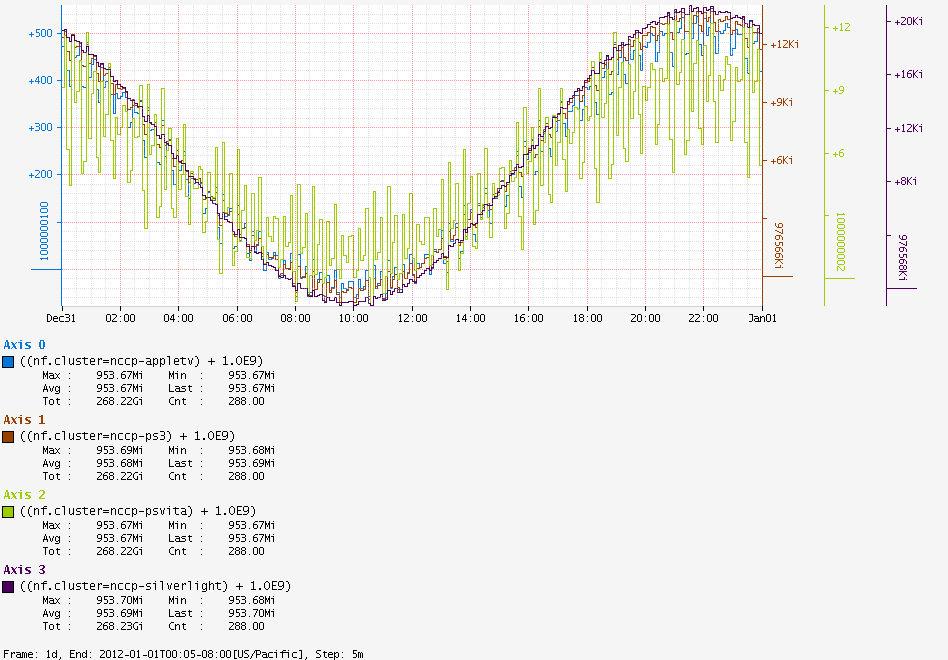 +500
+400
+300
+200
1000000100
+12Ki
+9Ki
+6Ki
976566Ki
+12
+9
+6
1000000002
+20Ki
+16Ki
+12Ki
+8Ki
976568Ki
Dec31 02:00 04:00 06:00 08:00 10:00 12:00 14:00 16:00 18:00 20:00 22:00 Jan01
Axis 0
((nf.cluster=nccp-appletv) + 1.0E9)
Max : 953.67Mi Min : 953.67Mi
Avg : 953.67Mi Last : 953.67Mi
Tot : 268.22Gi Cnt : 288.00
Axis 1
((nf.cluster=nccp-ps3) + 1.0E9)
Max : 953.69Mi Min : 953.68Mi
Avg : 953.68Mi Last : 953.69Mi
Tot : 268.22Gi Cnt : 288.00
Axis 2
((nf.cluster=nccp-psvita) + 1.0E9)
Max : 953.67Mi Min : 953.67Mi
Avg : 953.67Mi Last : 953.67Mi
Tot : 268.22Gi Cnt : 288.00
Axis 3
((nf.cluster=nccp-silverlight) + 1.0E9)
Max : 953.70Mi Min : 953.68Mi
Avg : 953.69Mi Last : 953.70Mi
Tot : 268.23Gi Cnt : 288.00
Frame: 1d, End: 2012-01-01T00:05-08:00[US/Pacific], Step: 5m